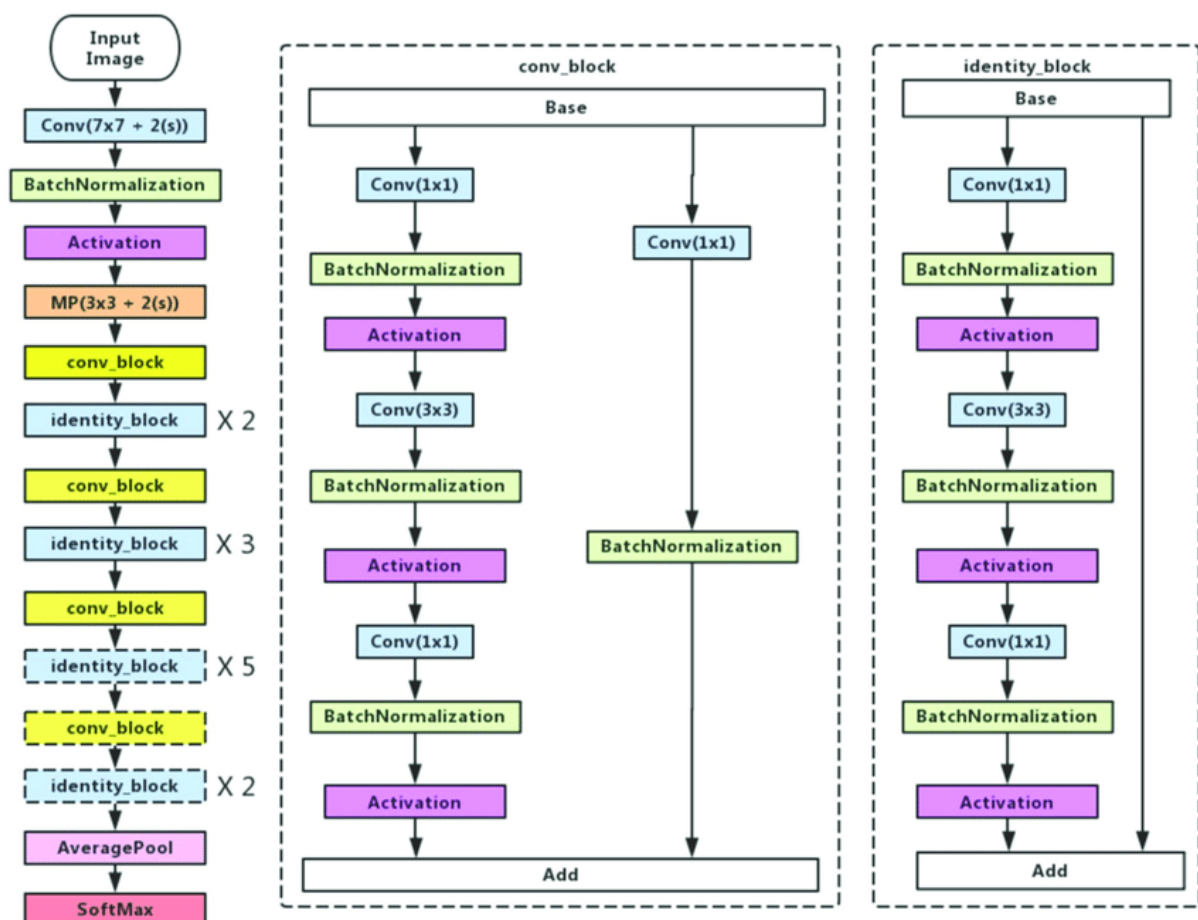 Input
Image
Conv(7x7 + 2(s))
BatchNormalization
Activation
MP(3x3 + 2(s))
conv_block
identity_block X 2
conv_block
identity_block X 3
conv_block
identity_block X 5
conv_block
identity_block X 2
AveragePool
SoftMax
conv_block
Base
Conv(1x1)
BatchNormalization
Activation
Conv(3x3)
BatchNormalization
Activation
Conv(1x1)
BatchNormalization
Activation
Conv(1x1)
BatchNormalization
Add
identity_block
Base
Conv(1x1)
BatchNormalization
Activation
Conv(3x3)
BatchNormalization
Activation
Conv(1x1)
BatchNormalization
Activation
Add